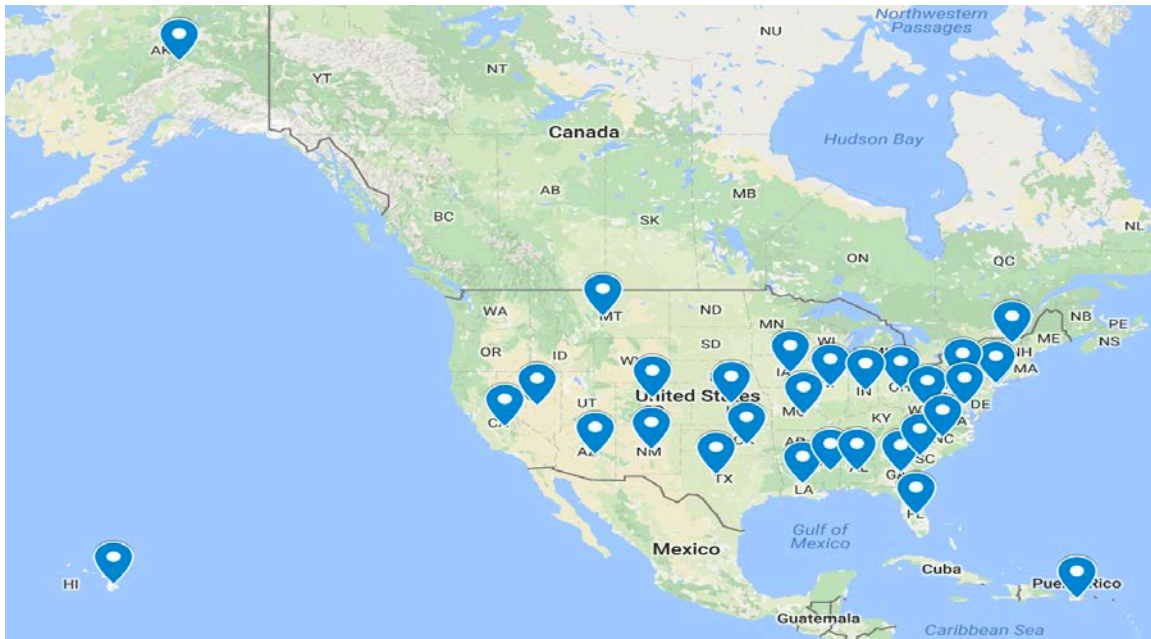 Northwestern
Passages
NU
AK
YT
NT
Canada
Hudson Bay
AB
MB
BC
SK
NL
ON
QC
MT
WA
ND
MN
NB
PE
NS
ME
NH
OR
ID
SD
WI
WY
IA
MA
OH
IN
United States
UT
MO
DE
KY
CA
AZ
NM
OK
AR
NC
SC
TX
LA
AL
GA
FL
Gulf of
Mexico
Mexico
Cuba
HI
Puerto Rico
Guatemala
Caribbean Sea